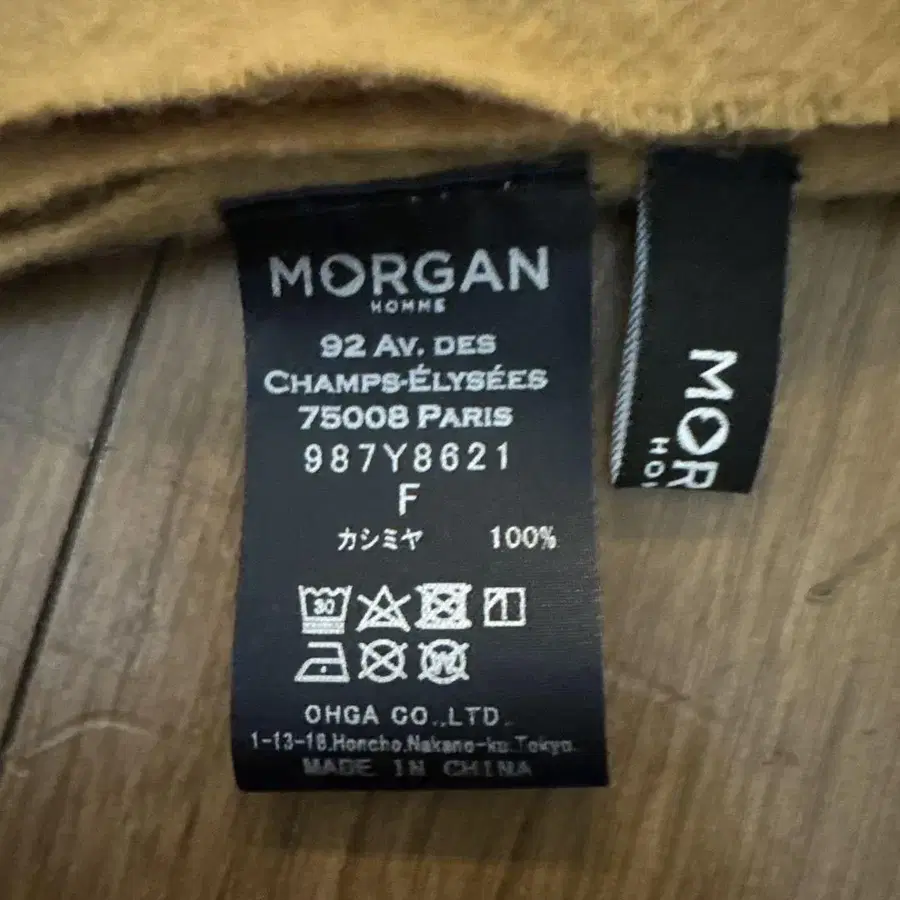 MORGAN
HOMME
92 AV. DES
CHAMPS-ÉLYSÉES
75008 PARIS
987Y8621
F
カシミヤ 100%
30
W
OHGA CO.,LTD.
1-13-18,Honcho,Nakano-ku,Tokyo.
MADE IN CHINA
MOR
HO